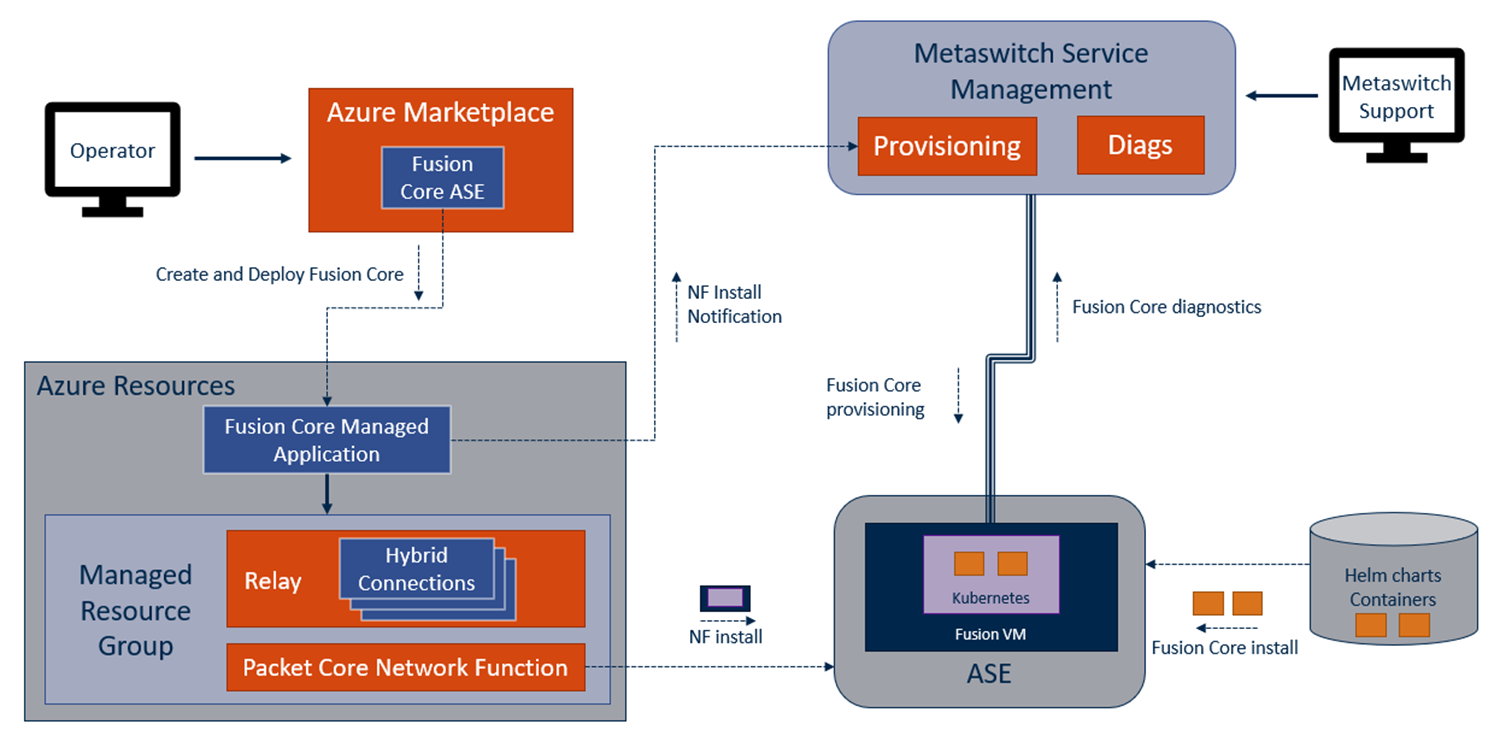 Operator
Azure Marketplace
Fusion
Core ASE
Metaswitch Service
Management
Provisioning
Diags
Metaswitch
Support
Create and Deploy Fusion Core
NF Install
Notification
Fusion Core diagnostics
Fusion Core
provisioning
Azure Resources
Fusion Core Managed
Application
Managed
Resource
Group
Relay
Hybrid
Connections
Packet Core Network Function
NF install
Kubernetes
Fusion VM
ASE
Helm charts
Containers
Fusion Core install